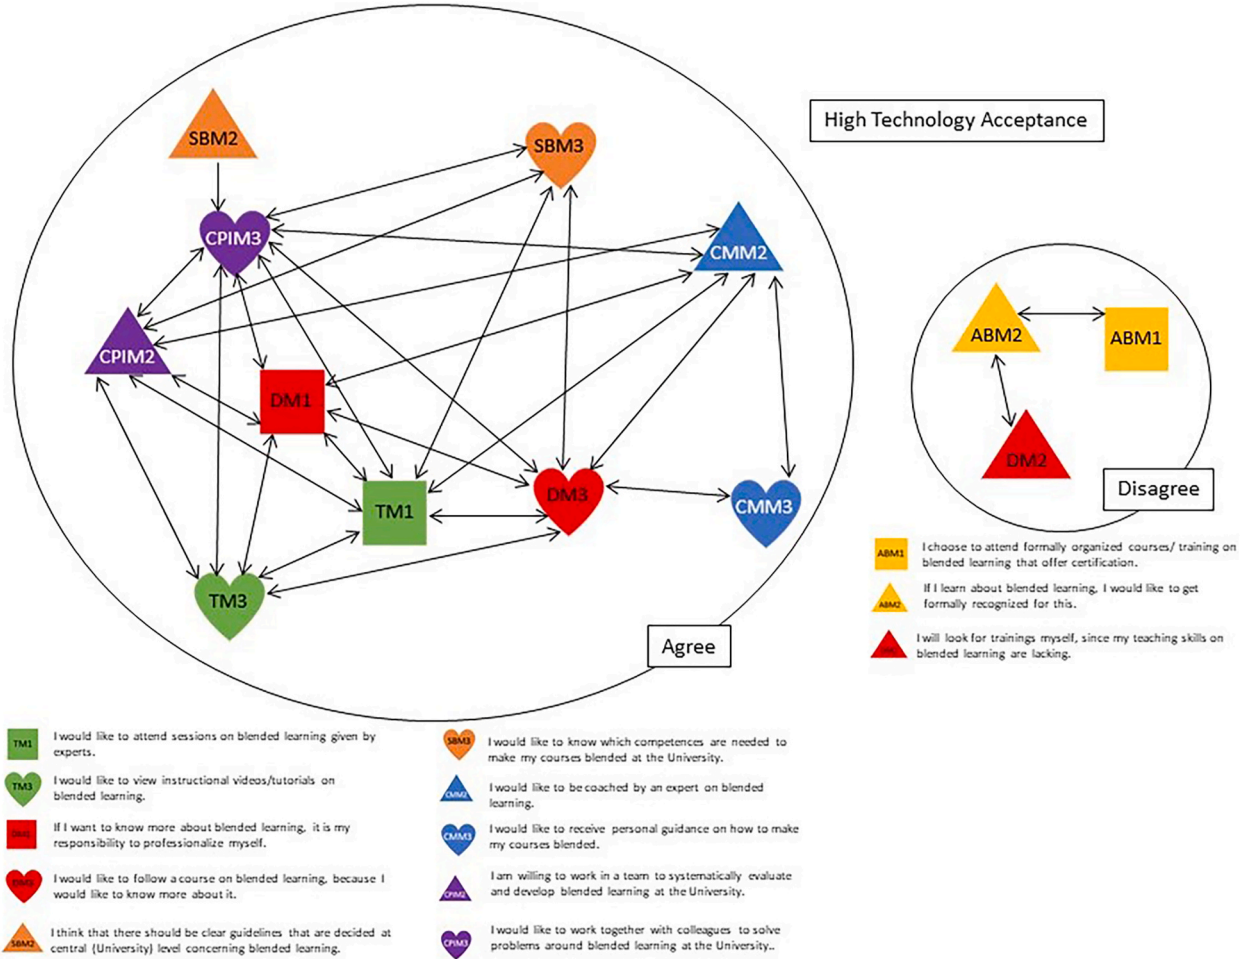 High Technology Acceptance
SBM2
SBM3
CPIM3
CMM2
CPIM2
DM1
TM1
DM3
CMM3
TM3
Agree
ABM2
ABM1
DM2
Disagree
ABM1
I choose to attend formally organized courses/ training on
blended learning that offer certification.
ABM2
If I learn about blended learning, I would like to get
formally recognized for this.
I will look for trainings myself, since my teaching skills on
blended learning are lacking.
TM1
I would like to attend sessions on blended learning given by
experts.
TM3
I would like to view instructional videos/tutorials on
blended learning.
If I want to know more about blended learning, it is my
responsibility to professionalize myself.
DM3
I would like to follow a course on blended learning, because I
would like to know more about it.
SBM2
I think that there should be clear guidelines that are decided at
central (University) level concerning blended learning.
SBM3
I would like to know which competences are needed to
make my courses blended at the University.
CMM2
I would like to be coached by an expert on blended
learning.
CMM3
I would like to receive personal guidance on how to make
my courses blended.
CPIM2
I am willing to work in a team to systematically evaluate
and develop blended learning at the University.
CPIM3
I would like to work together with colleagues to solve
problems around blended learning at the University..